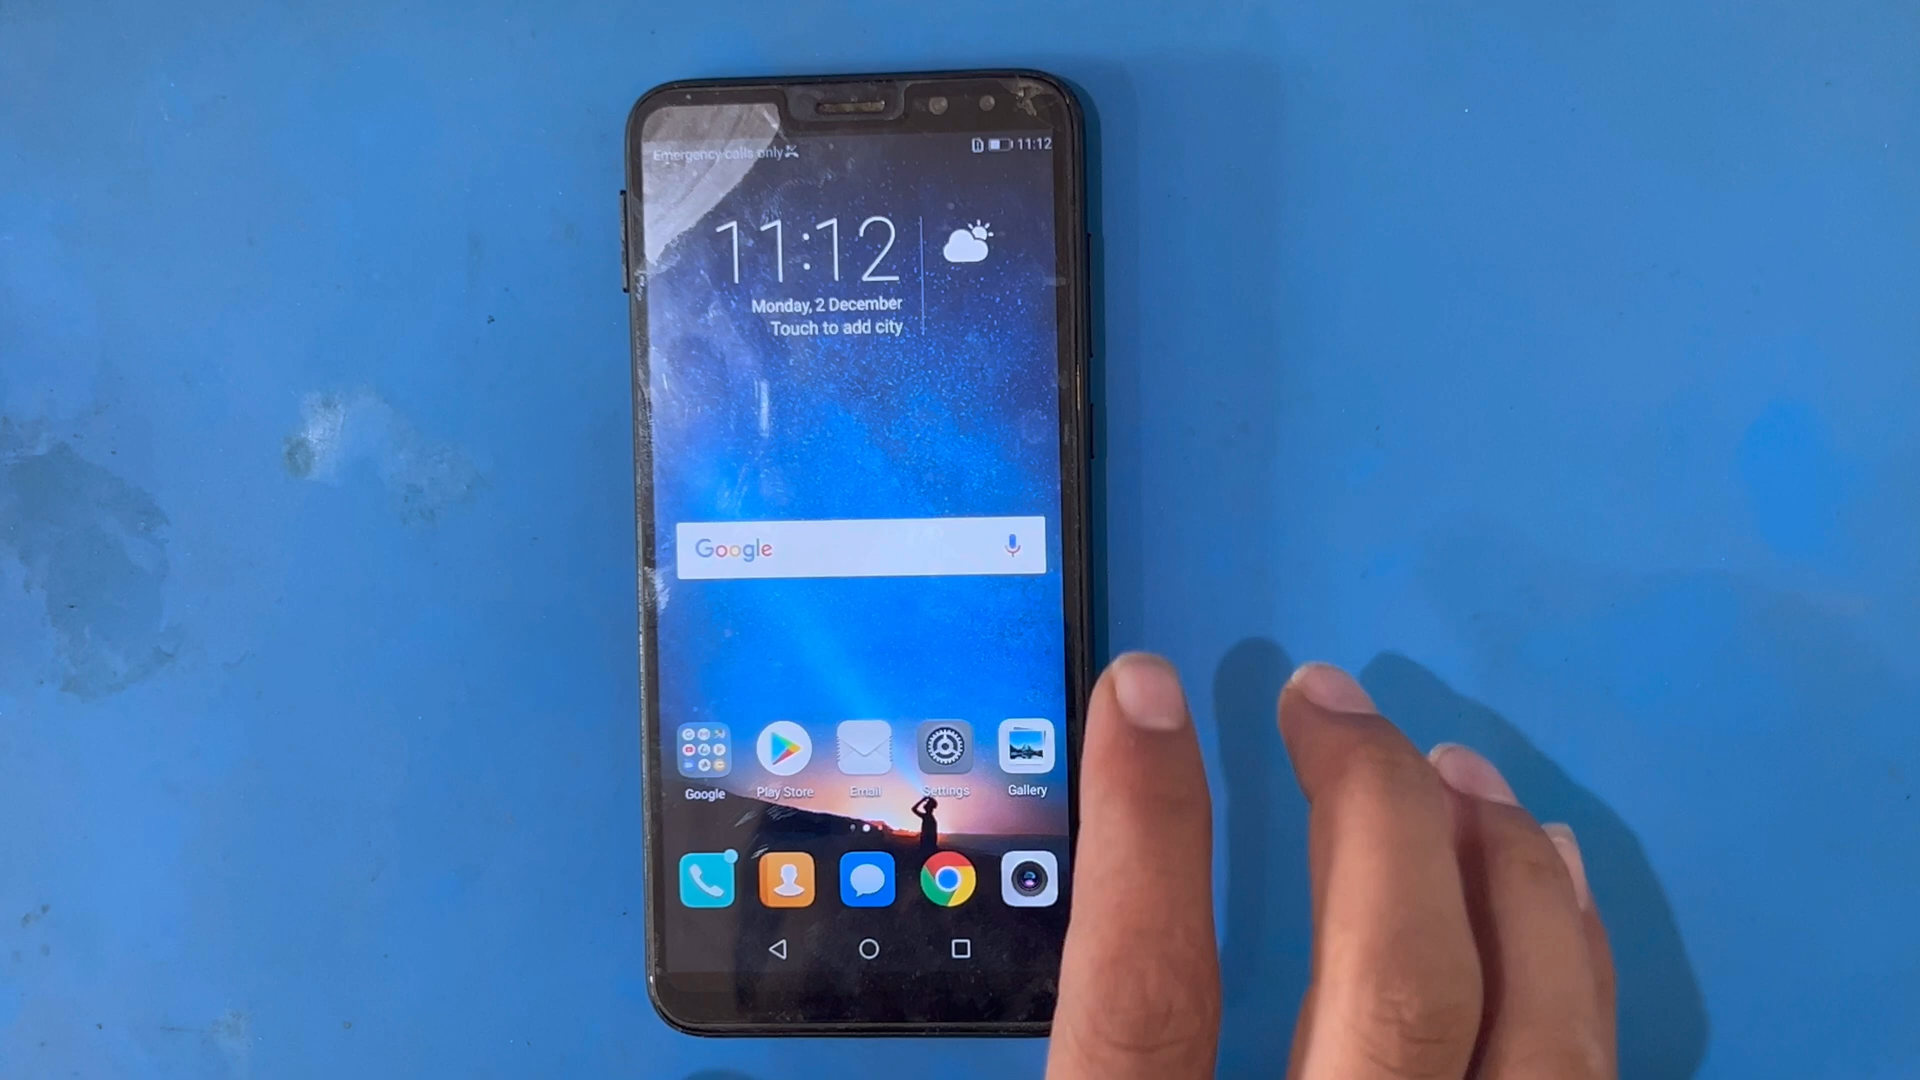 Emergency calls only
11:12
11:12
Monday, 2 December
Touch to add city
Google
Google
Play Store
Email
Settings
Gallery